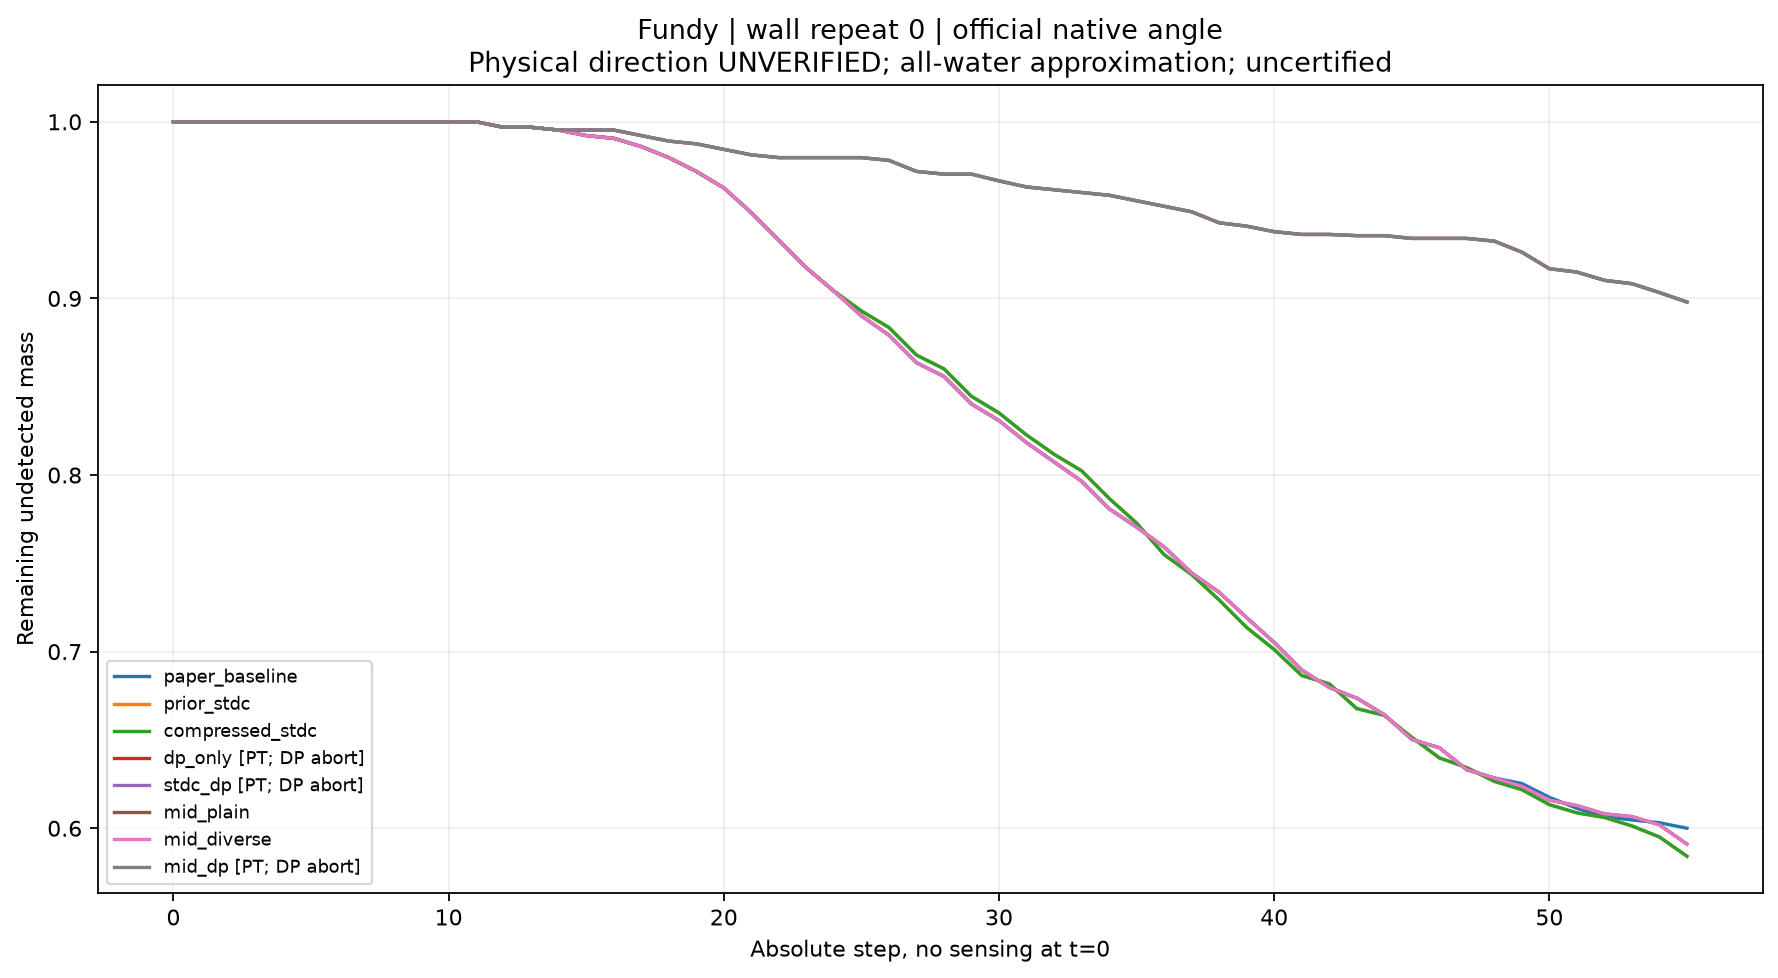 Fundy | wall repeat 0 | official native angle
Physical direction UNVERIFIED; all-water approximation; uncertified
Remaining undetected mass
1.0
0.9
0.8
0.7
0.6
paper_baseline
prior_stdc
compressed_stdc
dp_only [PT; DP abort]
stdc_dp [PT; DP abort]
mid_plain
mid_diverse
mid_dp [PT; DP abort]
0 10 20 30 40 50
Absolute step, no sensing at t=0